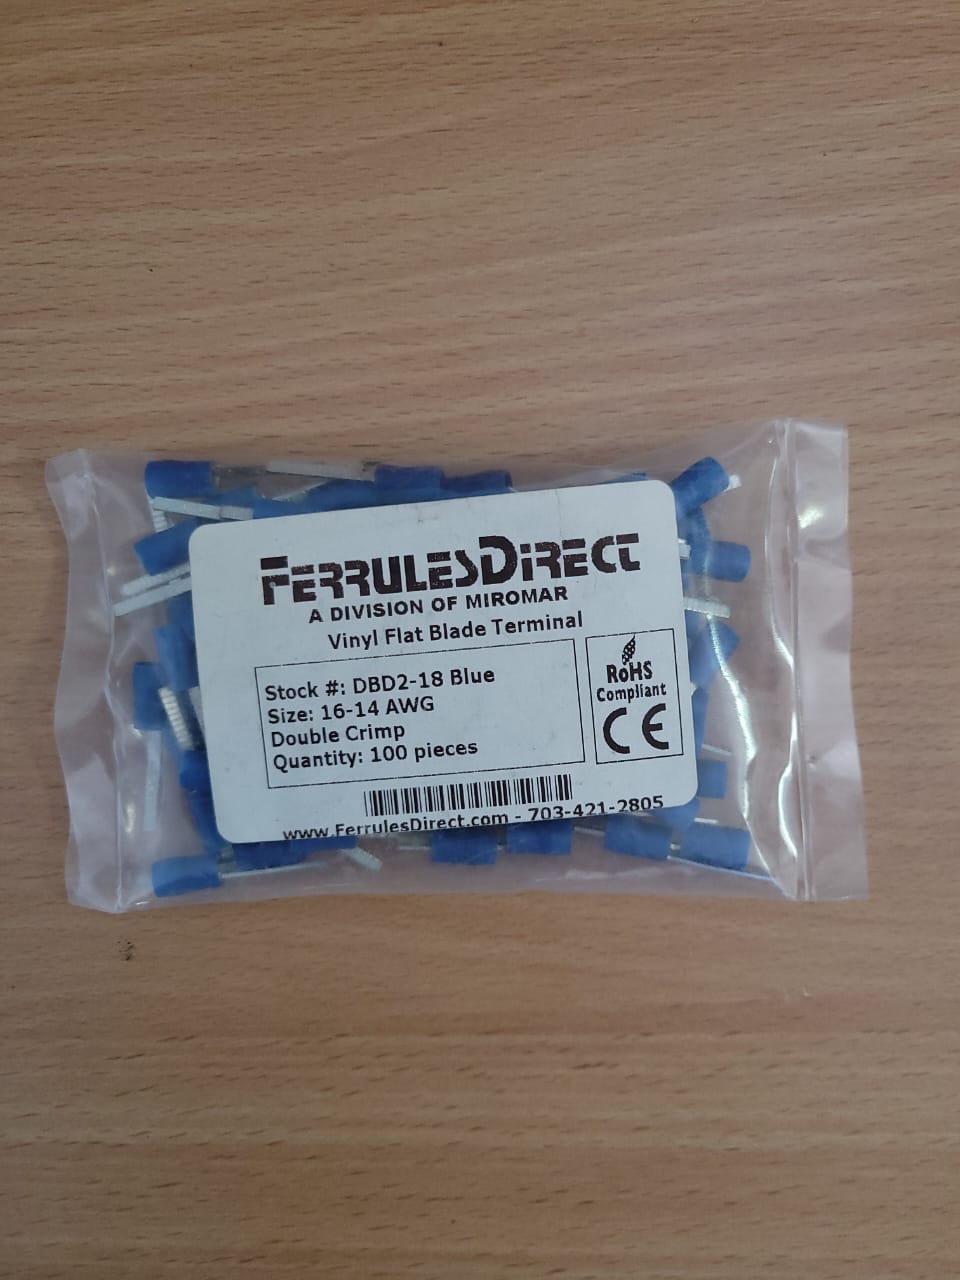 FERRULESDIRECT
A DIVISION OF MIROMAR
Vinyl Flat Blade Terminal
Stock #: DBD2-18 Blue
Size: 16-14 AWG
Double Crimp
Quantity: 100 pieces
RoHS
Compliant
CE
www.FerrulesDirect.com - 703-421-2805